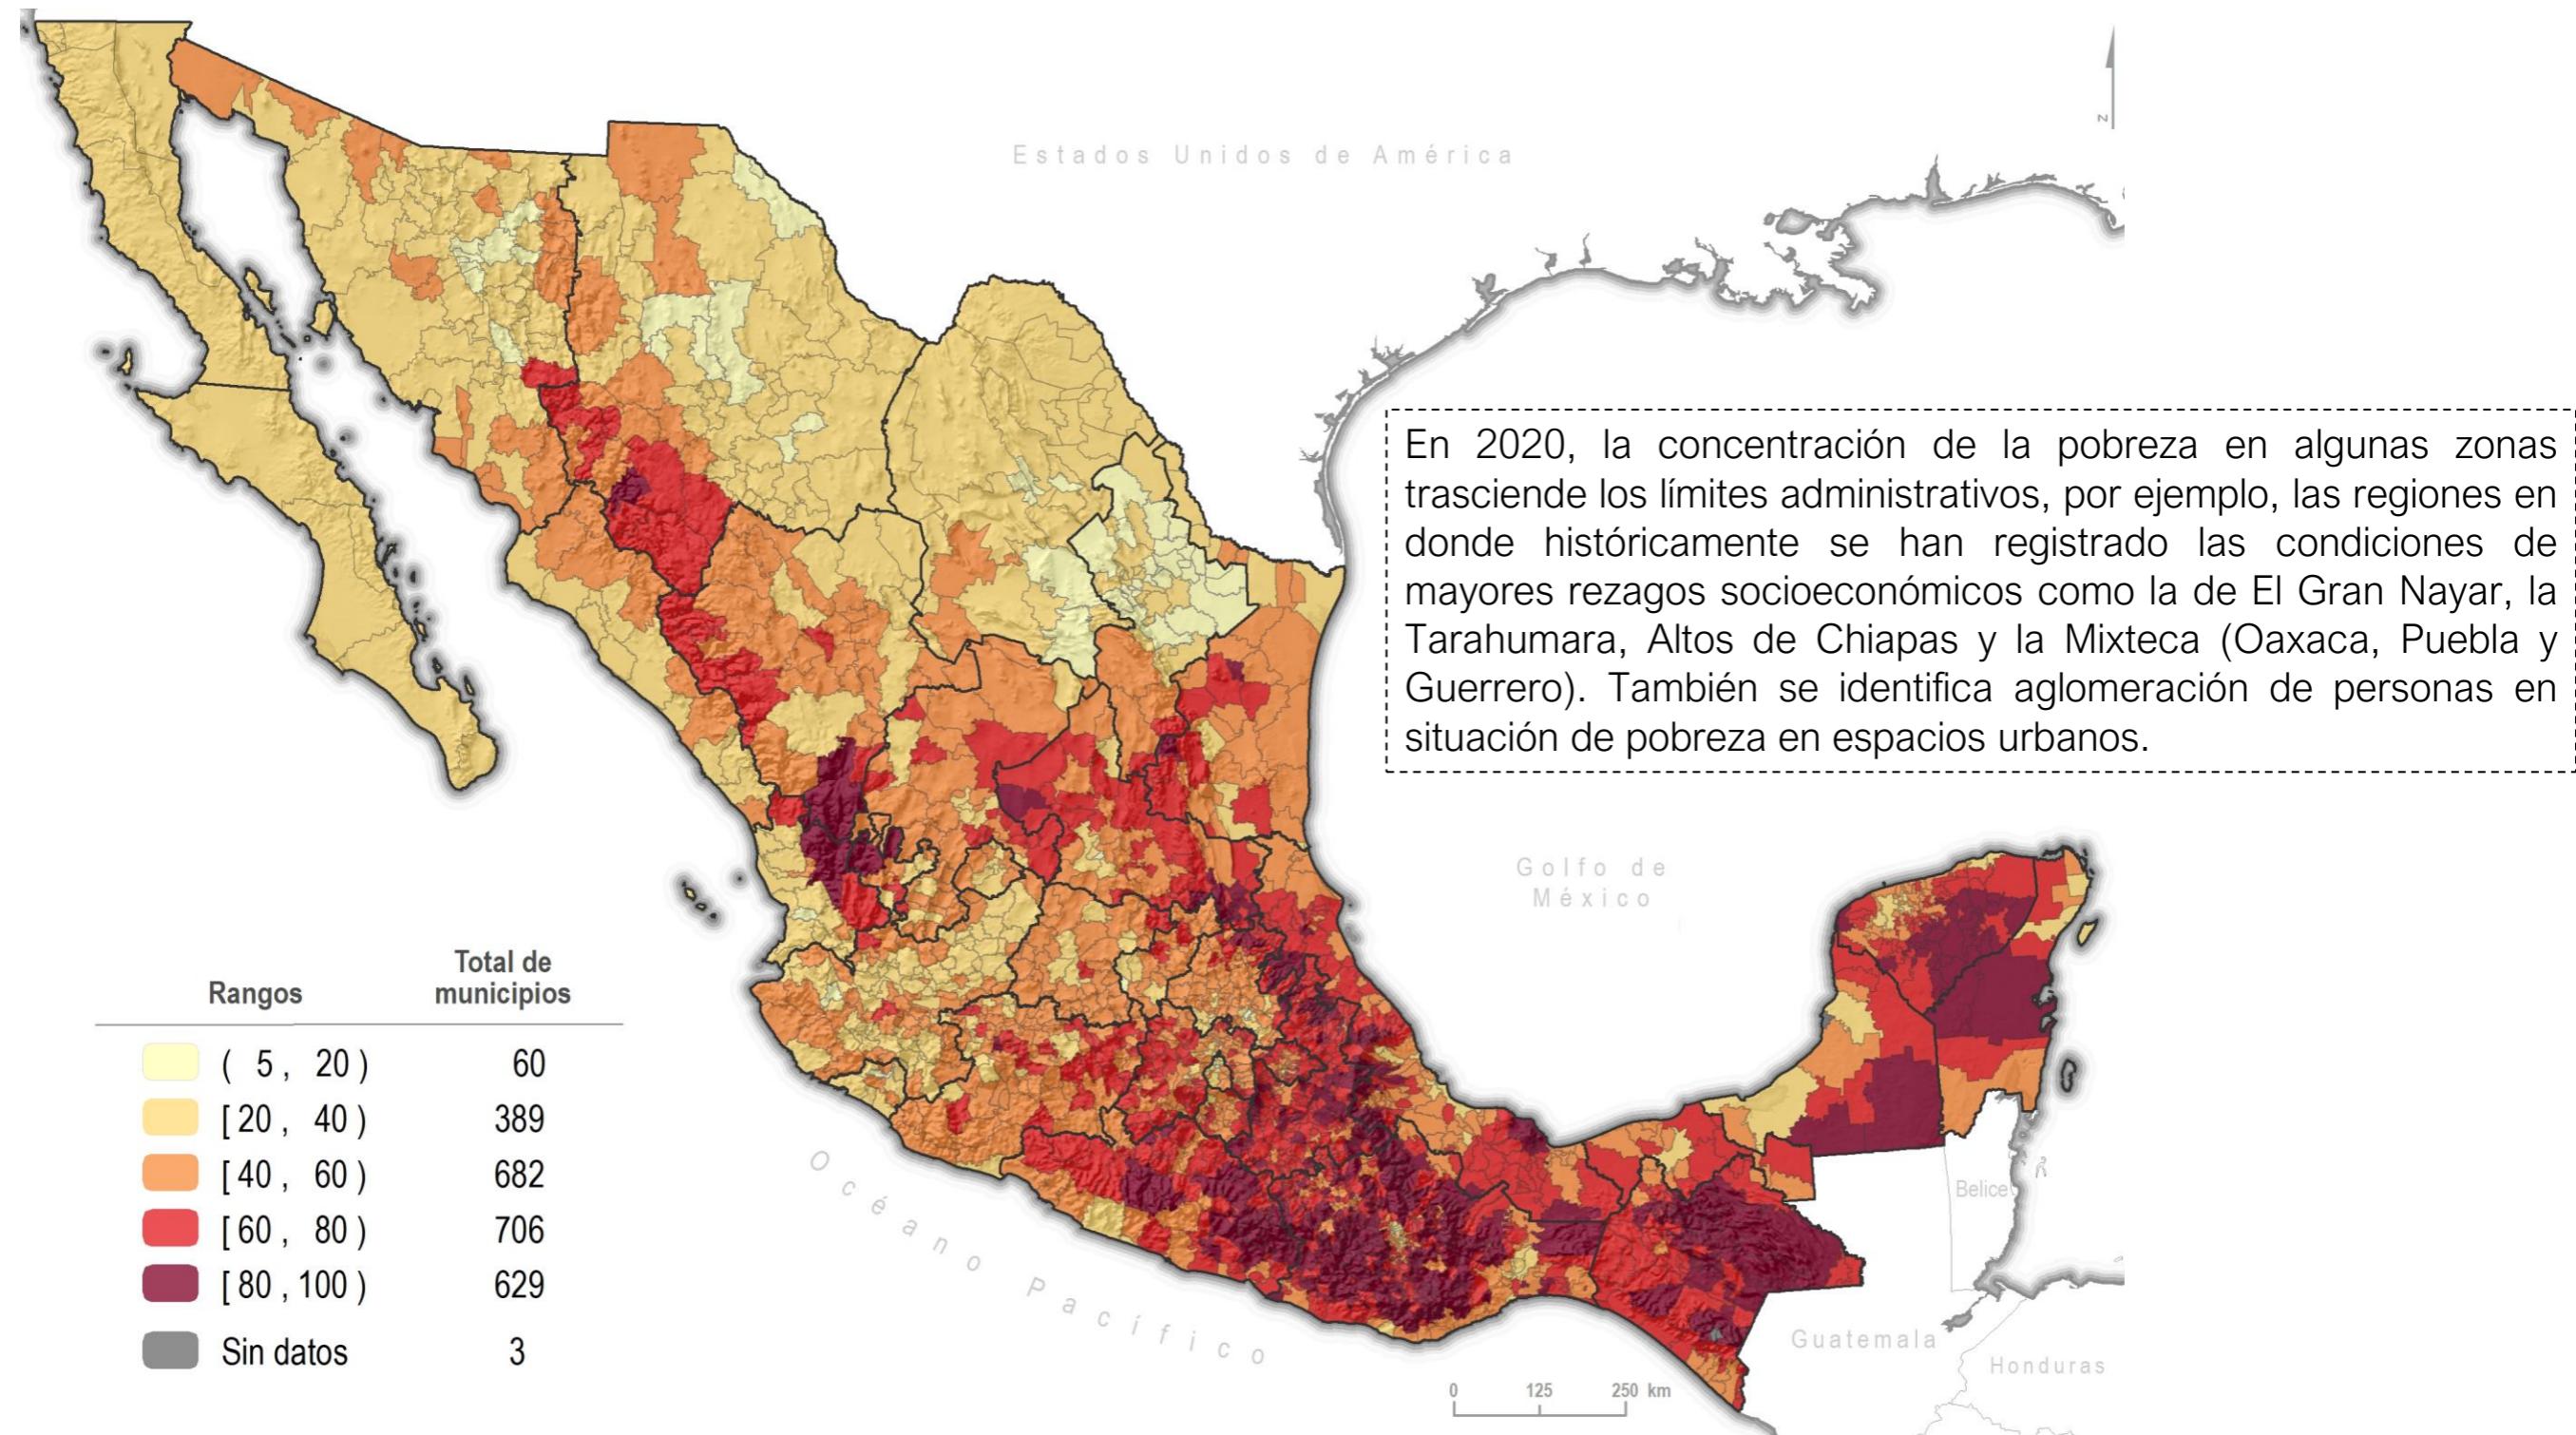 Estados Unidos de América
N
En 2020, la concentración de la pobreza en algunas zonas
trasciende los límites administrativos, por ejemplo, las regiones en
donde históricamente se han registrado las condiciones de
mayores rezagos socioeconómicos como la de El Gran Nayar, la
Tarahumara, Altos de Chiapas y la Mixteca (Oaxaca, Puebla y
Guerrero). También se identifica aglomeración de personas en
situación de pobreza en espacios urbanos.
Golfo de
México
Rangos Total de
municipios
( 5 , 20 ) 60
[ 20 , 40 ) 389
[ 40 , 60 ) 682
[ 60 , 80 ) 706
[ 80 , 100 ) 629
Sin datos 3
Océano Pacífico
Belice
Guatemala
Honduras
0 125 250 km